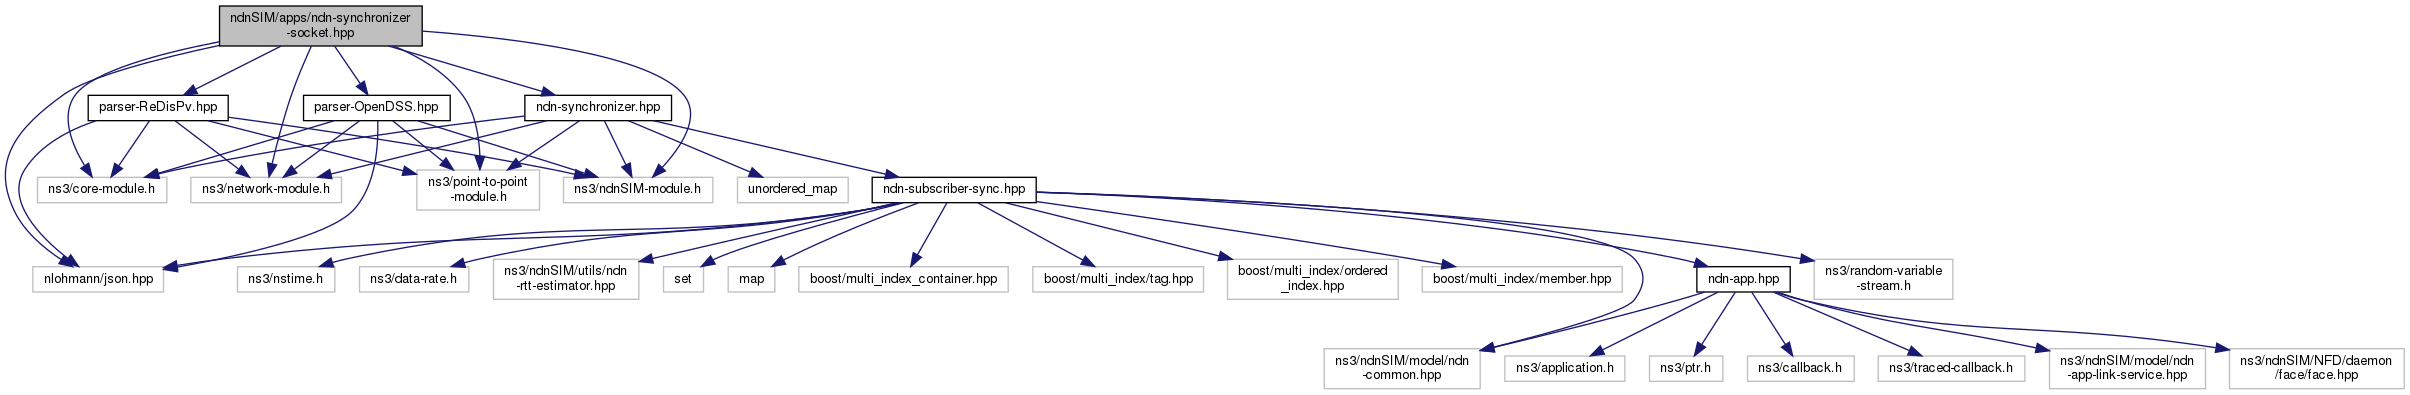 ndnSIM/apps/ndn-synchronizer
-socket.hpp
parser-ReDisPv.hpp
parser-OpenDSS.hpp
ndn-synchronizer.hpp
ns3/core-module.h
ns3/network-module.h
ns3/point-to-point
-module.h
ns3/ndnSIM-module.h
unordered_map
ndn-subscriber-sync.hpp
nlohmann/json.hpp
ns3/nstime.h
ns3/data-rate.h
ns3/ndnSIM/utils/ndn
-rtt-estimator.hpp
set
map
boost/multi_index_container.hpp
boost/multi_index/tag.hpp
boost/multi_index/ordered
_index.hpp
boost/multi_index/member.hpp
ndn-app.hpp
ns3/random-variable
-stream.h
ns3/ndnSIM/model/ndn
-common.hpp
ns3/application.h
ns3/ptr.h
ns3/callback.h
ns3/traced-callback.h
ns3/ndnSIM/model/ndn
-app-link-service.hpp
ns3/ndnSIM/NFD/daemon
/face/face.hpp